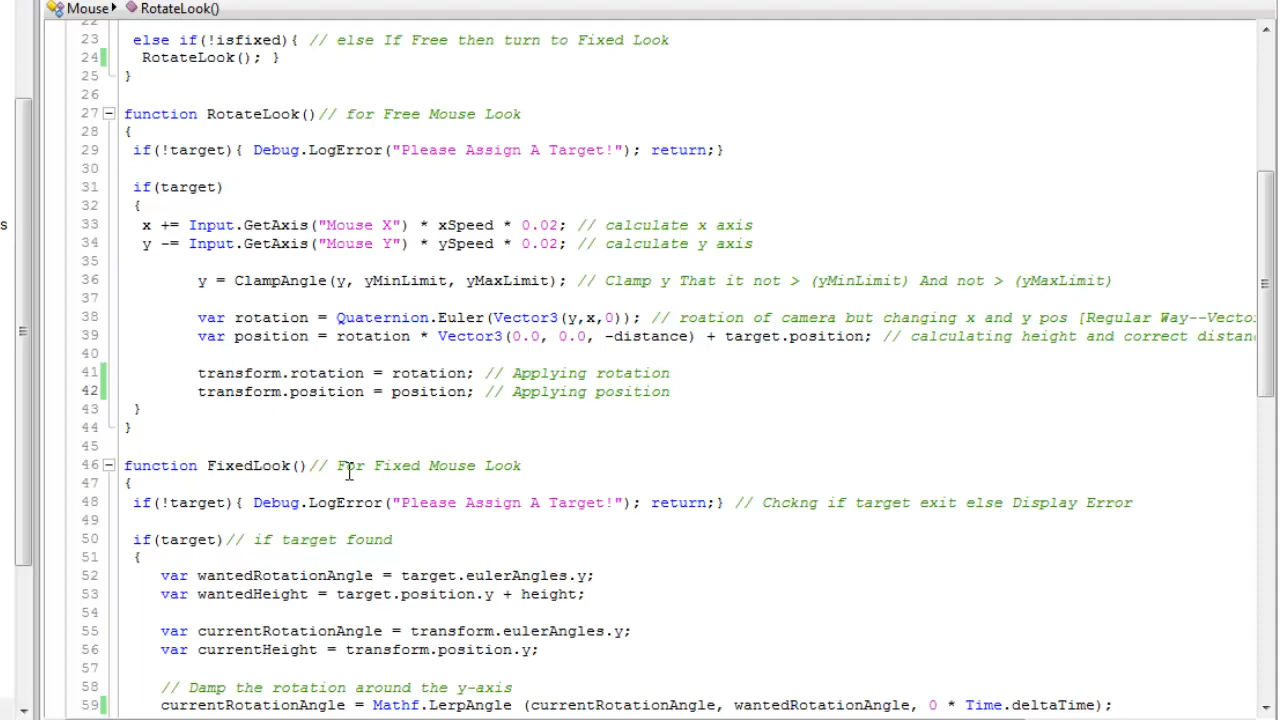 Mouse RotateLook()
22
23 else if(!isfixed){ // else If Free then turn to Fixed Look
24 RotateLook(); }
25 }
26
27 function RotateLook()// for Free Mouse Look
28 {
29 if(!target){ Debug.LogError("Please Assign A Target!"); return;}
30
31 if(target)
32 {
33 x += Input.GetAxis("Mouse X") * xSpeed * 0.02; // calculate x axis
34 y -= Input.GetAxis("Mouse Y") * ySpeed * 0.02; // calculate y axis
35
36 y = ClampAngle(y, yMinLimit, yMaxLimit); // Clamp y That it not > (yMinLimit) And not > (yMaxLimit)
37
38 var rotation = Quaternion.Euler(Vector3(y,x,0)); // roation of camera but changing x and y pos [Regular Way--Vector
s
39 var position = rotation * Vector3(0.0, 0.0, -distance) + target.position; // calculating height and correct distan
40
41 transform.rotation = rotation; // Applying rotation
42 transform.position = position; // Applying position
43 }
44 }
45
46 function FixedLook()// For Fixed Mouse Look
47 {
48 if(!target){ Debug.LogError("Please Assign A Target!"); return;} // Chckng if target exit else Display Error
49
50 if(target)// if target found
51 {
52 var wantedRotationAngle = target.eulerAngles.y;
53 var wantedHeight = target.position.y + height;
54
55 var currentRotationAngle = transform.eulerAngles.y;
56 var currentHeight = transform.position.y;
57
58 // Damp the rotation around the y-axis
59 currentRotationAngle = Mathf.LerpAngle (currentRotationAngle, wantedRotationAngle, 0 * Time.deltaTime);